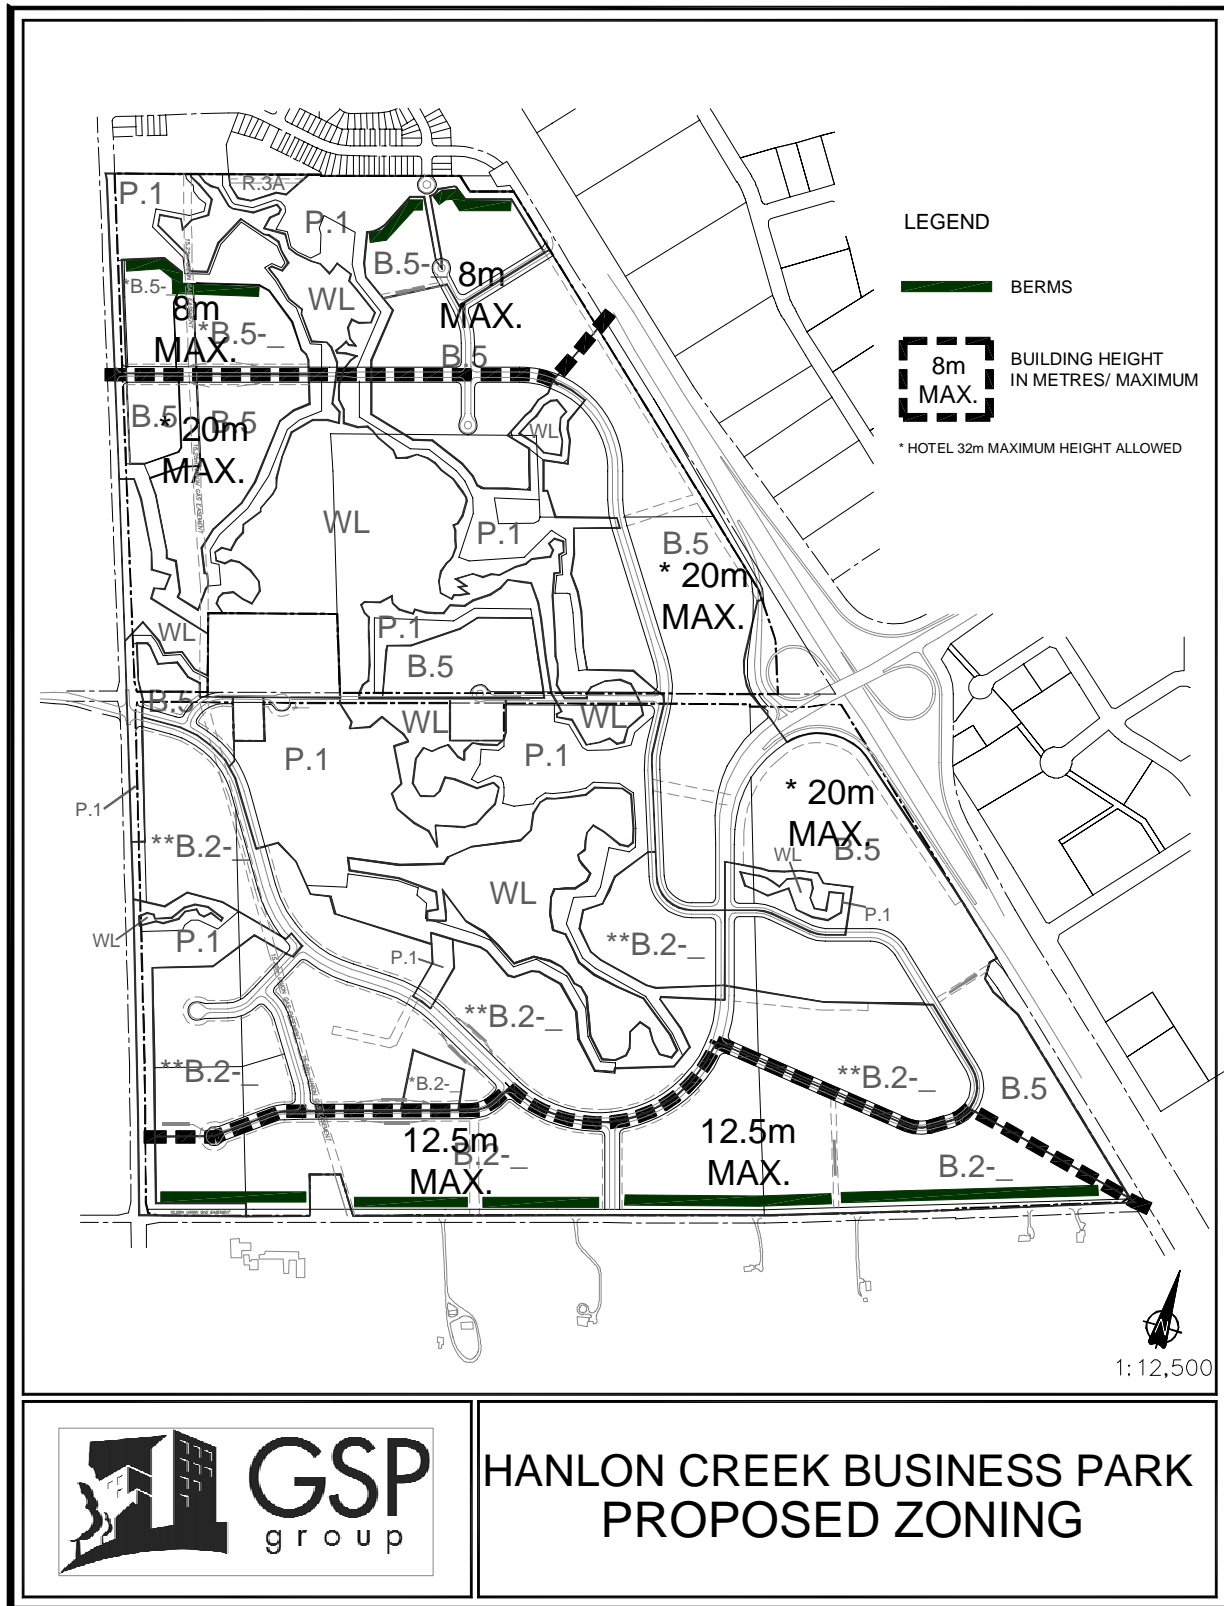 R.3A
P.1
P.1
B.5-_
8m
MAX.
*B.5-_
WL
8m
MAX.
*B.5-_
B.5
LEGEND
BERMS
8m
MAX.
BUILDING HEIGHT
IN METRES/ MAXIMUM
* HOTEL 32m MAXIMUM HEIGHT ALLOWED
B.5
B.5
* 20m
MAX.
WL
WL
P.1
B.5
* 20m
MAX.
WL
P.1
B.5
B.5
WL
WL
P.1
P.1
P.1
* 20m
MAX.
B.5
**B.2-_
WL
WL
P.1
WL
P.1
P.1
**B.2-_
**B.2-_
**B.2-_
*B.2-_
**B.2-_
B.5
12.5m
MAX.
B.2-_
12.5m
MAX.
B.2-_
1:12,500
GSP
group
HANLON CREEK BUSINESS PARK
PROPOSED ZONING